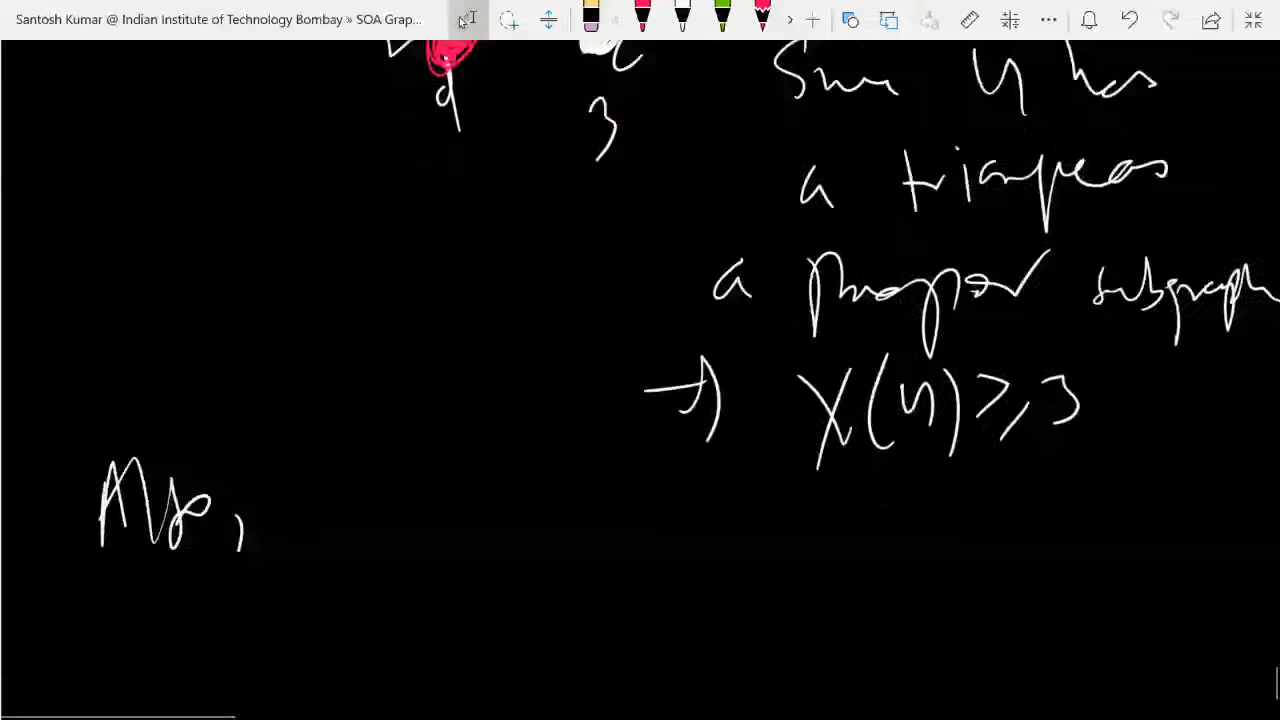 Santosh Kumar @ Indian Institute of Technology Bombay » SOA Grap...
d
3
Since G has
a triangle as
a proper subgraph
→) χ(G) ≥ 3
Also,